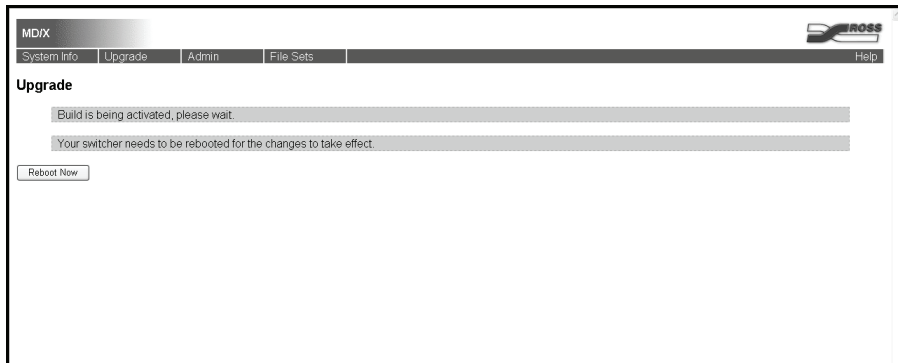 MD/X
ROSS
System Info Upgrade Admin File Sets Help
Upgrade
Build is being activated, please wait.
Your switcher needs to be rebooted for the changes to take effect.
Reboot Now